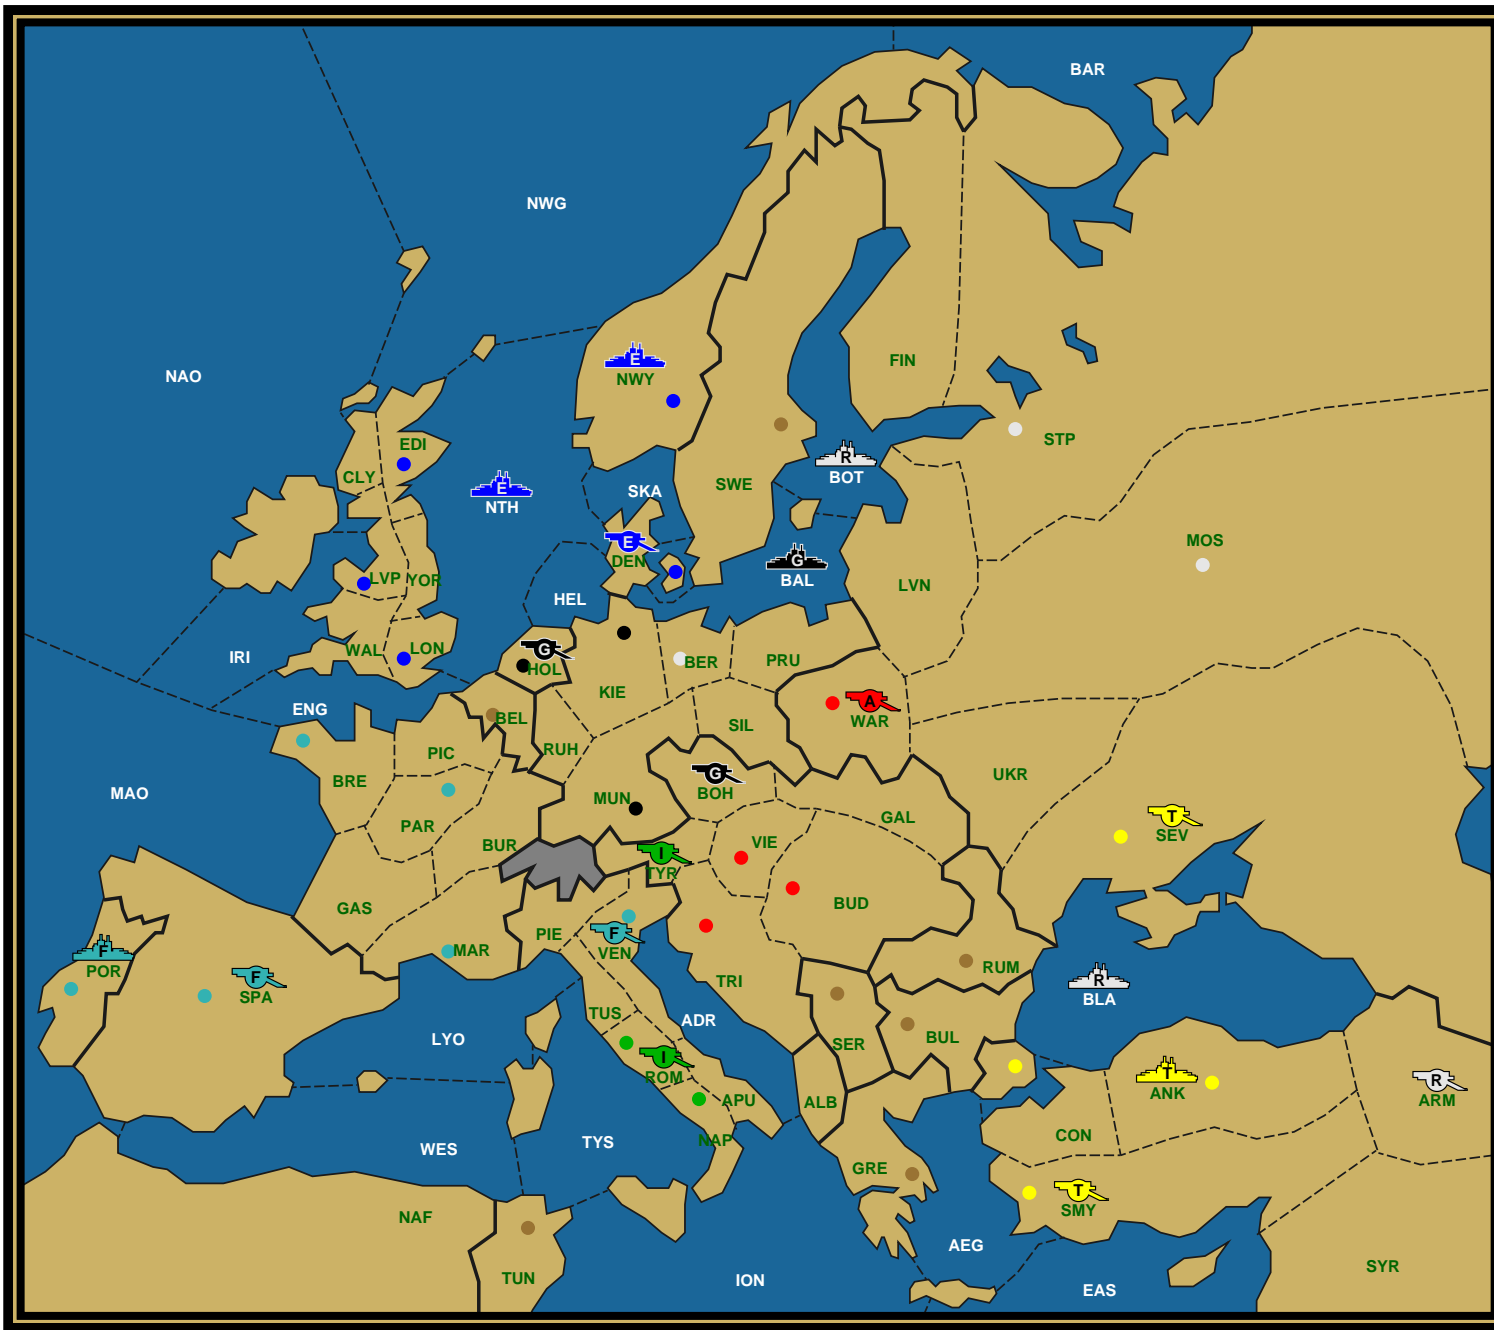 BAR
NWG
NAO
FIN
E
NWY
EDI
STP
R
BOT
CLY
SWE
SKA
E
NTH
MOS
E
DEN
G
BAL
LVP YOR
LVN
HEL
IRI
WAL
LON
G
HOL
BER
PRU
KIE
ENG
BEL
A
WAR
SIL
PIC
RUH
UKR
BRE
G
BOH
MAO
MUN
PAR
GAL
T
SEV
BUR
VIE
I
TYR
BUD
GAS
PIE
F
VEN
MAR
F
POR
F
SPA
TRI
RUM
R
BLA
TUS
ADR
LYO
SER
BUL
I
ROM
T
ANK
R
ARM
ALB
APU
CON
NAP
TYS
WES
GRE
T
SMY
NAF
AEG
SYR
TUN
ION
EAS